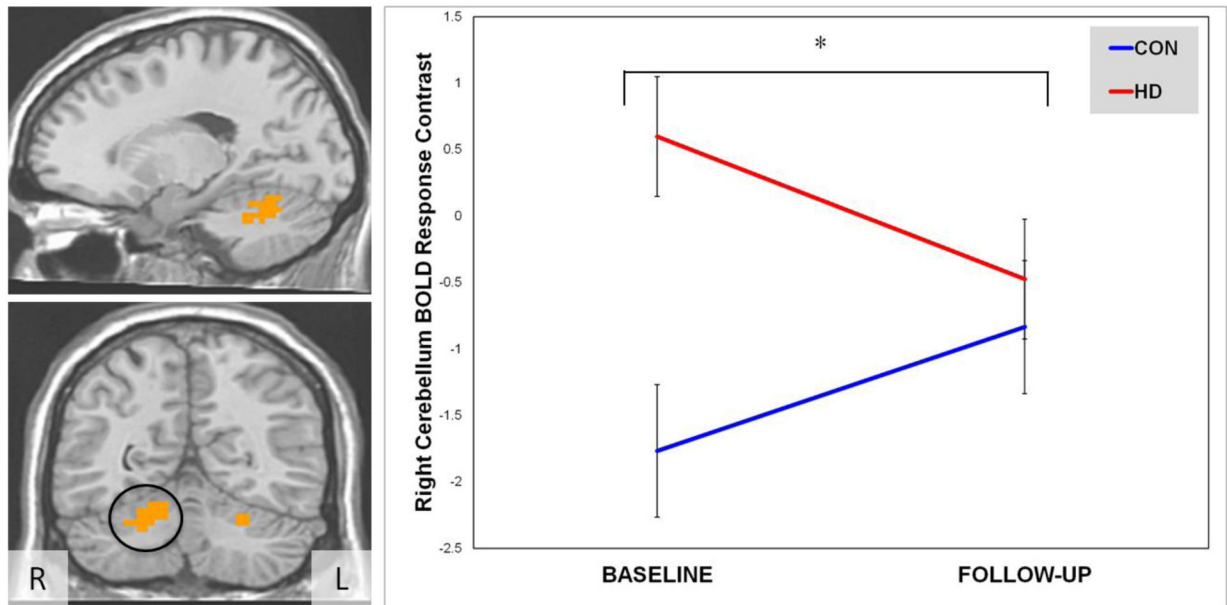 R
L
Right Cerebellum BOLD Response Contrast
1.5
1
0.5
0
-0.5
-1
-1.5
-2
-2.5
*
CON
HD
BASELINE FOLLOW-UP